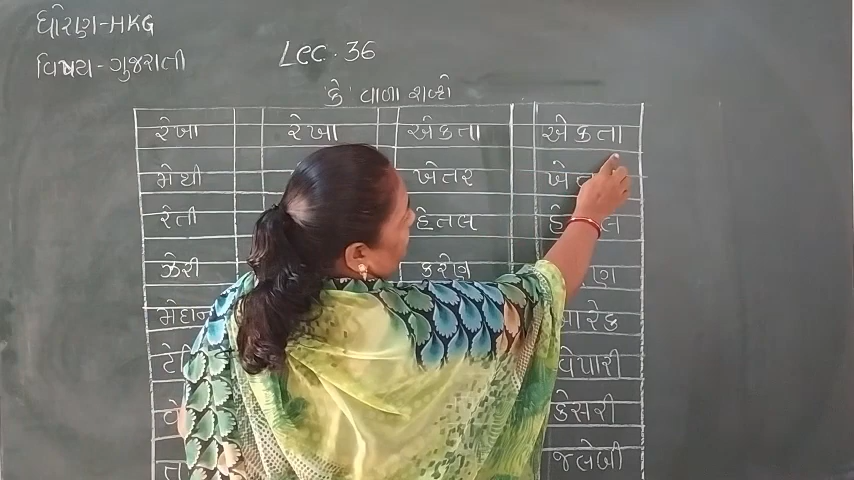 ધોરણ-HKG
વિષય-ગુજરાતી
Lec. 36
'કે' વાળા શબ્દો
રેખા રેખા એકતા એકતા
મેથી ખેતર
રેતી હેતલ
ઝેરી કરેણ
વેપારી
કેસરી
જલેબી